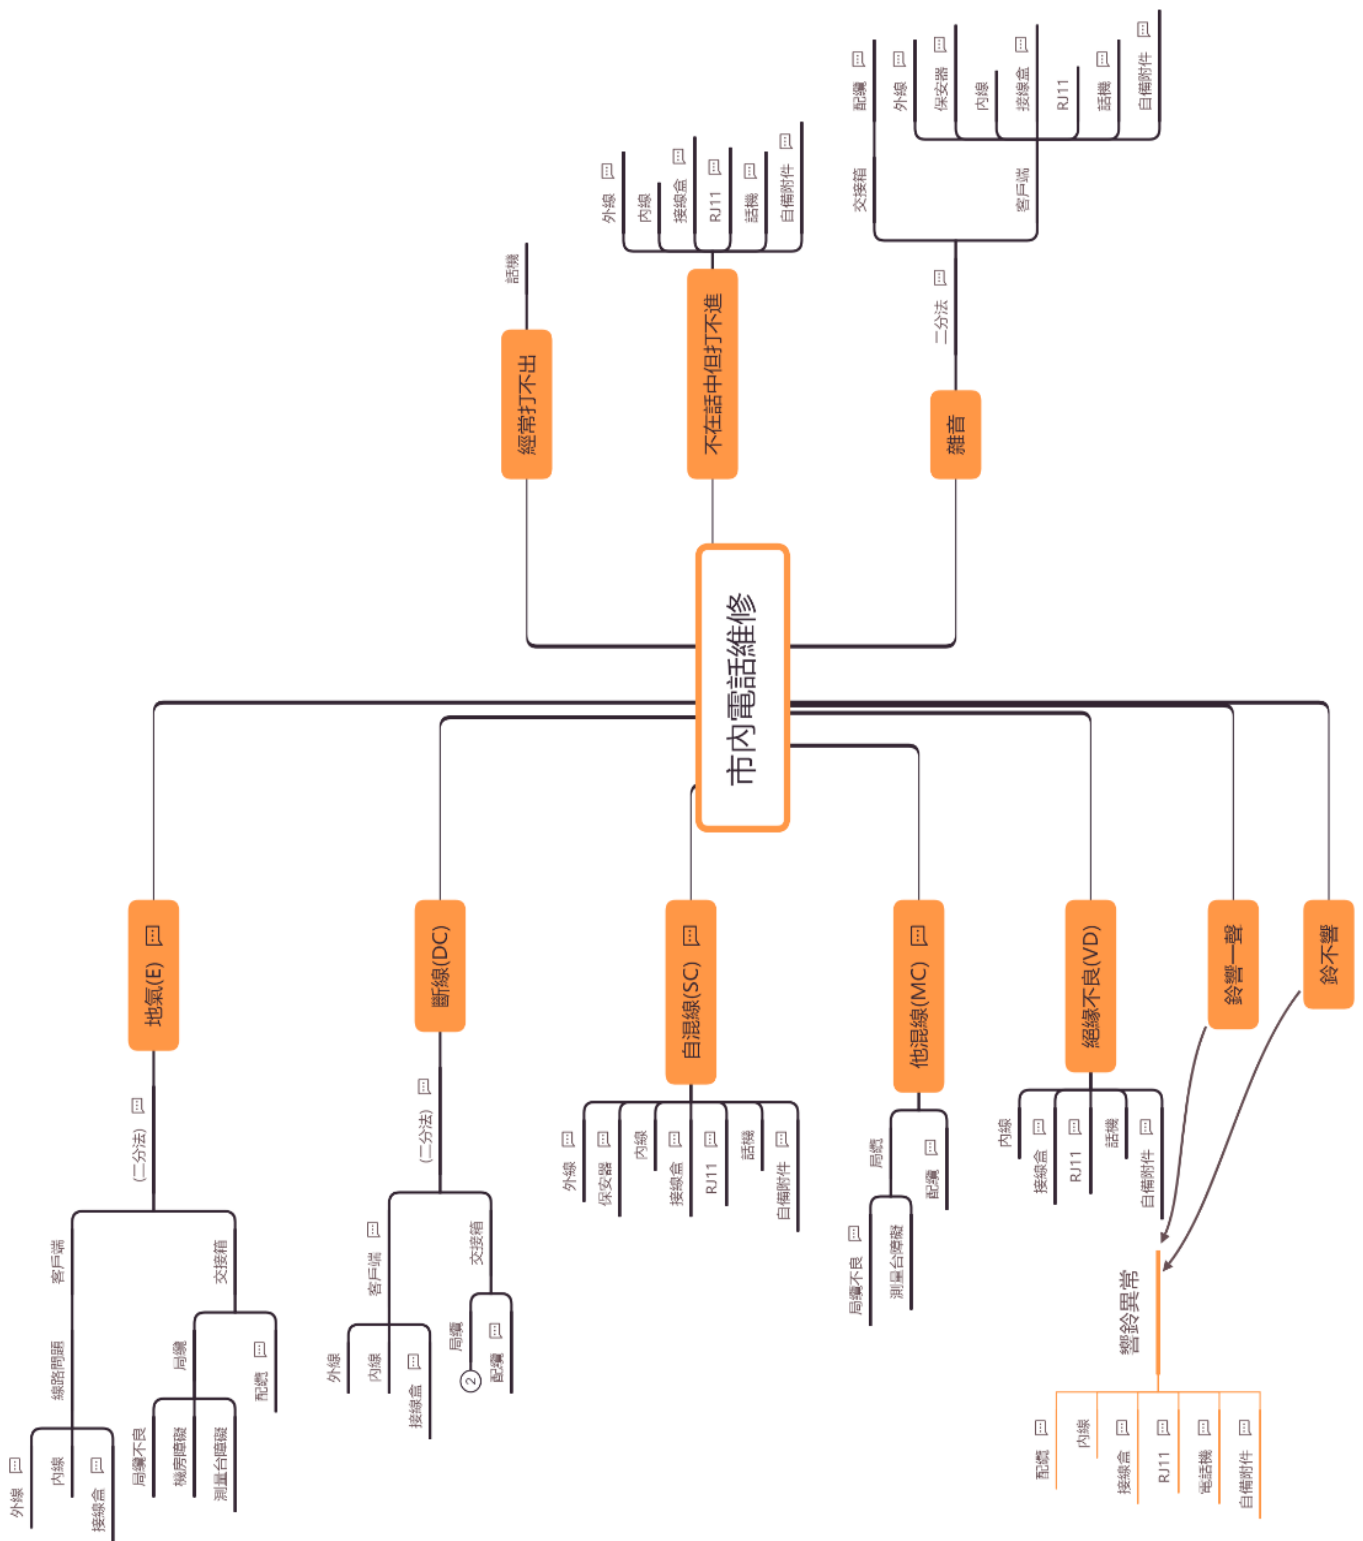 市內電話維修
地氣(E)
(二分法)
客戶端
線路問題
外線
內線
接線盒
交接箱
局纜
局纜不良
機房障礙
測量台障礙
配纜
斷線(DC)
(二分法)
客戶端
外線
內線
接線盒
交接箱
局纜
2
配纜
自混線(SC)
外線
保安器
內線
接線盒
RJ11
話機
自備附件
他混線(MC)
局纜
局纜不良
測量台障礙
配纜
絕緣不良(VD)
內線
接線盒
RJ11
話機
自備附件
鈴響一聲
鈴不響
響鈴異常
配纜
內線
接線盒
RJ11
電話機
自備附件
經常打不出
話機
不在話中但打不進
外線
內線
接線盒
RJ11
話機
自備附件
雜音
二分法
交接箱
配纜
客戶端
外線
保安器
內線
接線盒
RJ11
話機
自備附件